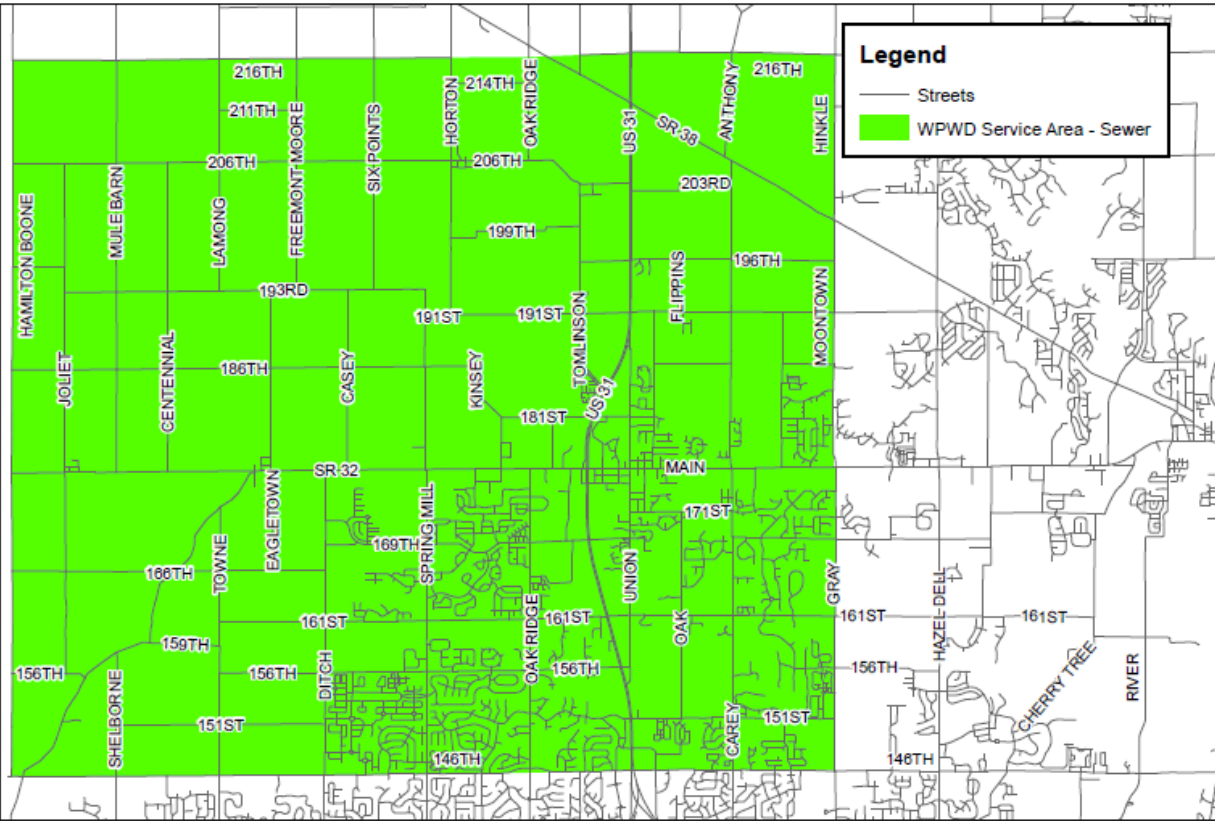 Legend
Streets
WPWD Service Area - Sewer
216TH
214TH
216TH
211TH
HORTON
OAK RIDGE
US 31
ANTHONY
HINKLE
FREEMONT-MOORE
SIX POINTS
SR-38
206TH
206TH
203RD
MULE BARN
LAMONG
HAMILTON BOONE
199TH
196TH
FLIPPINS
193RD
191ST
191ST
TOMLINSON
MOONTOWN
JOLIET
CENTENNIAL
186TH
CASEY
KINSEY
US 31
181ST
SR 32
MAIN
EAGLETOWN
SPRING MILL
171ST
169TH
166TH
TOWNE
UNION
GRAY
HAZEL DELL
161ST
161ST
161ST
161ST
OAK RIDGE
OAK
159TH
156TH
156TH
156TH
156TH
DITCH
CHERRY TREE
RIVER
SHELBORNE
151ST
151ST
CAREY
146TH
146TH